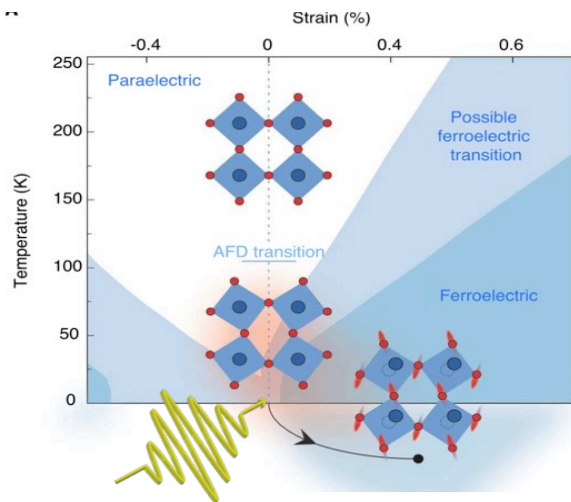 Strain (%)
-0.4 0 0.4 0.6
250
Paraelectric
200
Possible
ferroelectric
transition
150
Temperature (K)
AFD transition
100
Ferroelectric
50
0